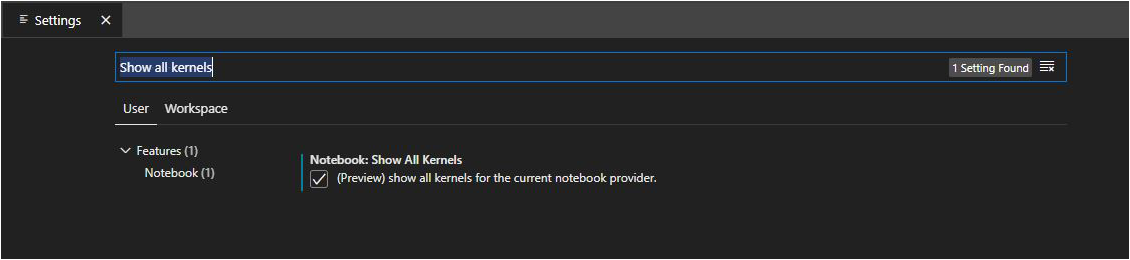 Settings
Show all kernels
1 Setting Found
User Workspace
Features (1)
Notebook (1)
Notebook: Show All Kernels
(Preview) show all kernels for the current notebook provider.